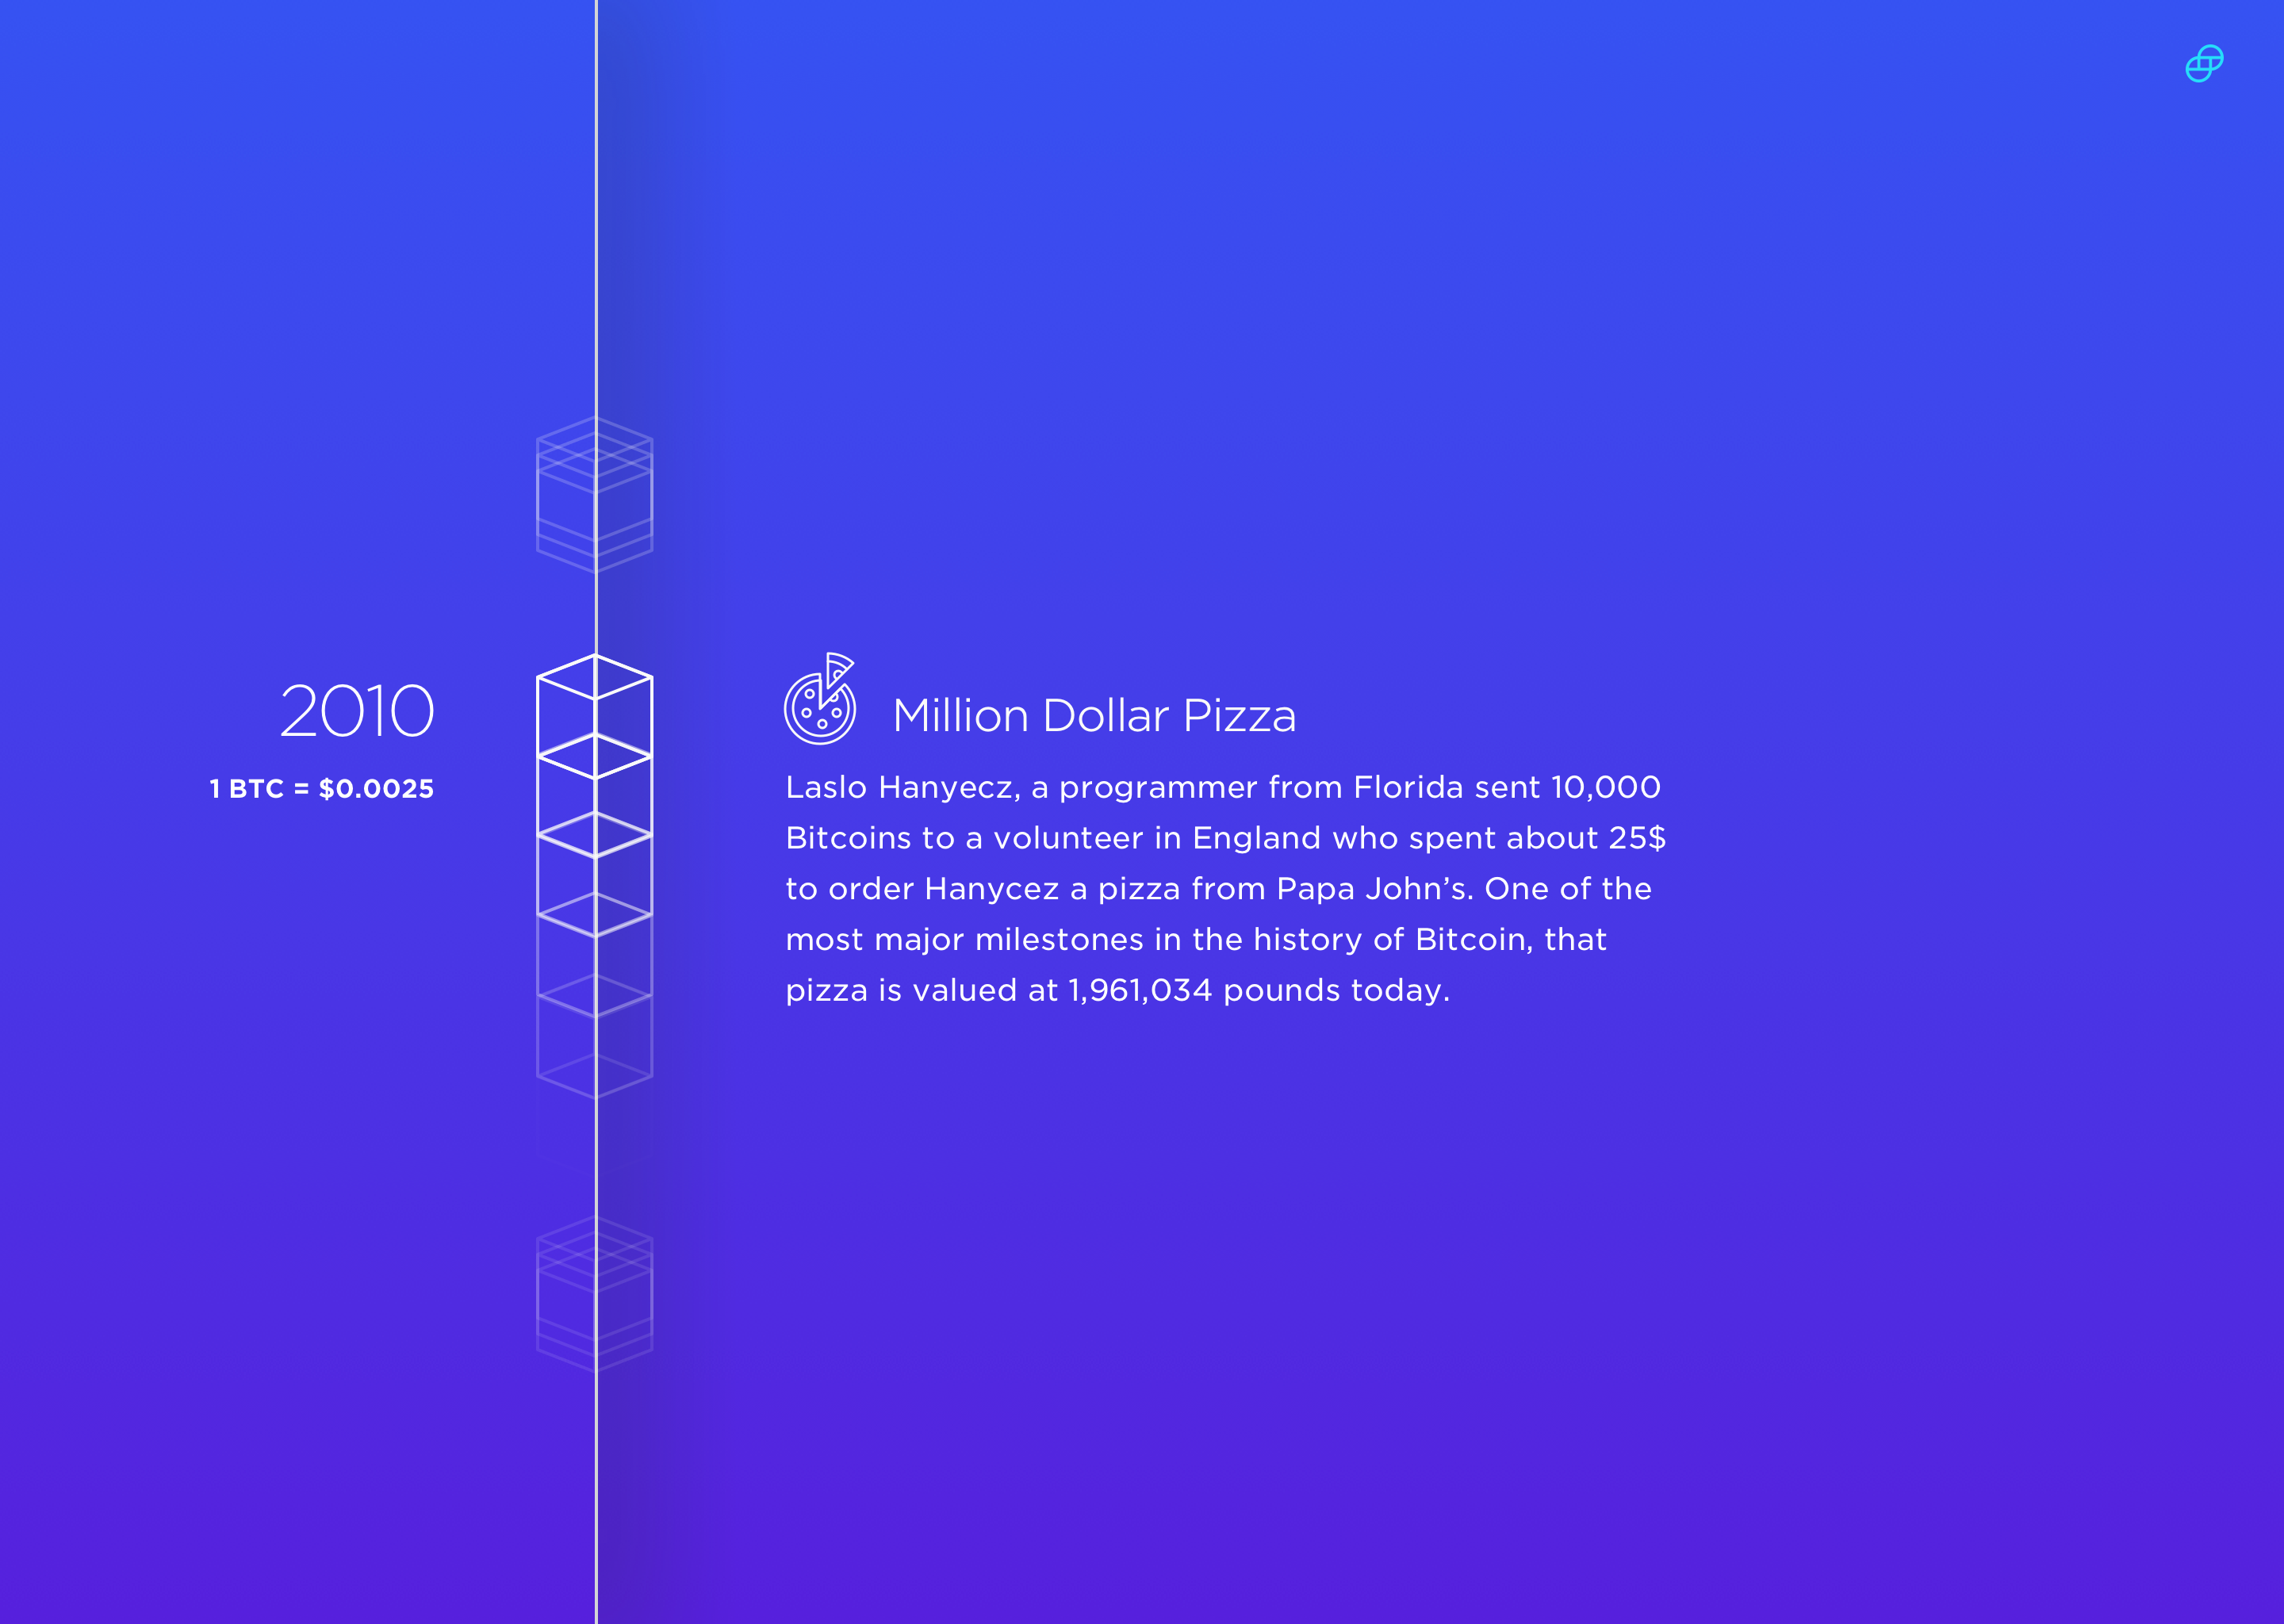 2010
1 BTC = $0.0025
Million Dollar Pizza
Laslo Hanyecz, a programmer from Florida sent 10,000
Bitcoins to a volunteer in England who spent about 25$
to order Hanycez a pizza from Papa John’s. One of the
most major milestones in the history of Bitcoin, that
pizza is valued at 1,961,034 pounds today.